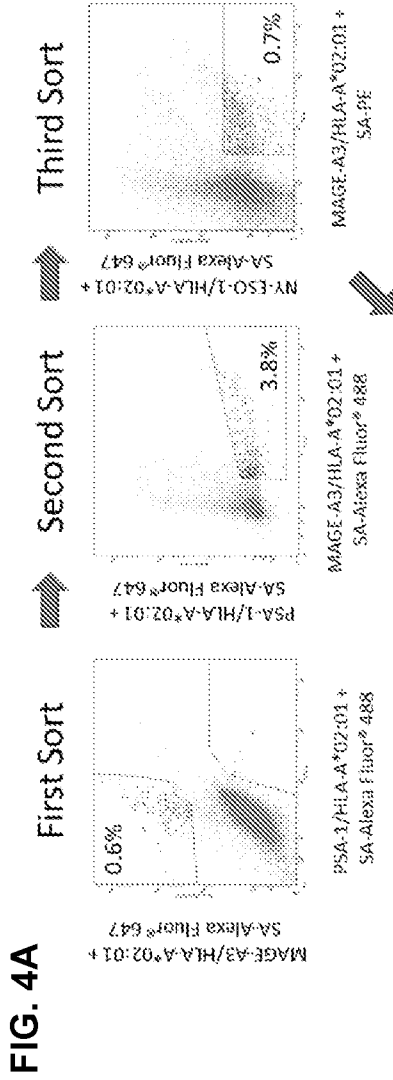 FIG. 4A
First Sort
MAGE-A3/HLA-A*02:01 +
SA-Alexa Fluor® 647
0.6%
PSA-1/HLA-A*02:01 +
SA-Alexa Fluor® 488
Second Sort
PSA-1/HLA-A*02:01 +
SA-Alexa Fluor® 647
3.8%
MAGE-A3/HLA-A*02:01 +
SA-Alexa Fluor® 488
Third Sort
NY-ESO-1/HLA-A*02:01 +
SA-Alexa Fluor® 647
0.7%
MAGE-A3/HLA-A*02:01 +
SA-PE